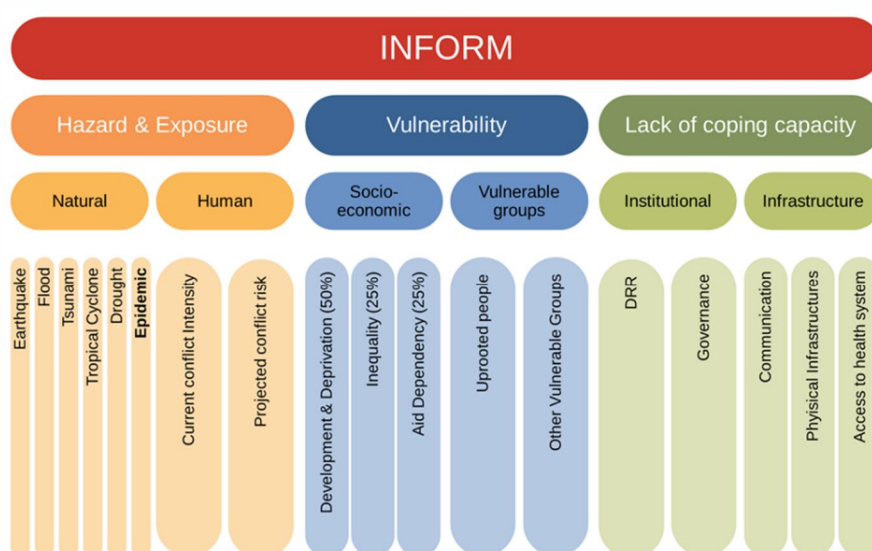 INFORM
Hazard & Exposure
Vulnerability
Lack of coping capacity
Natural
Human
Socio-
economic
Vulnerable
groups
Institutional
Infrastructure
Earthquake
Flood
Tsunami
Tropical Cyclone
Drought
Epidemic
Current conflict Intensity
Projected conflict risk
Development & Deprivation (50%)
Inequality (25%)
Aid Dependency (25%)
Uprooted people
Other Vulnerable Groups
DRR
Governance
Communication
Phyisical Infrastructures
Access to health system